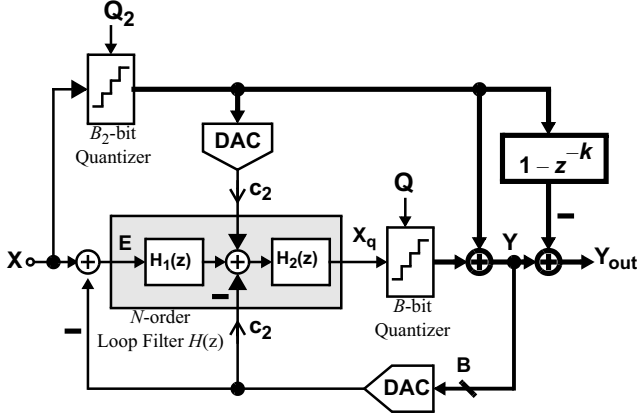 Q2
B2-bit
Quantizer
DAC
1 – z^-k
c2
Q
X
E
H1(z)
H2(z)
Xq
Y
Yout
N-order
Loop Filter H(z)
c2
B-bit
Quantizer
B
DAC